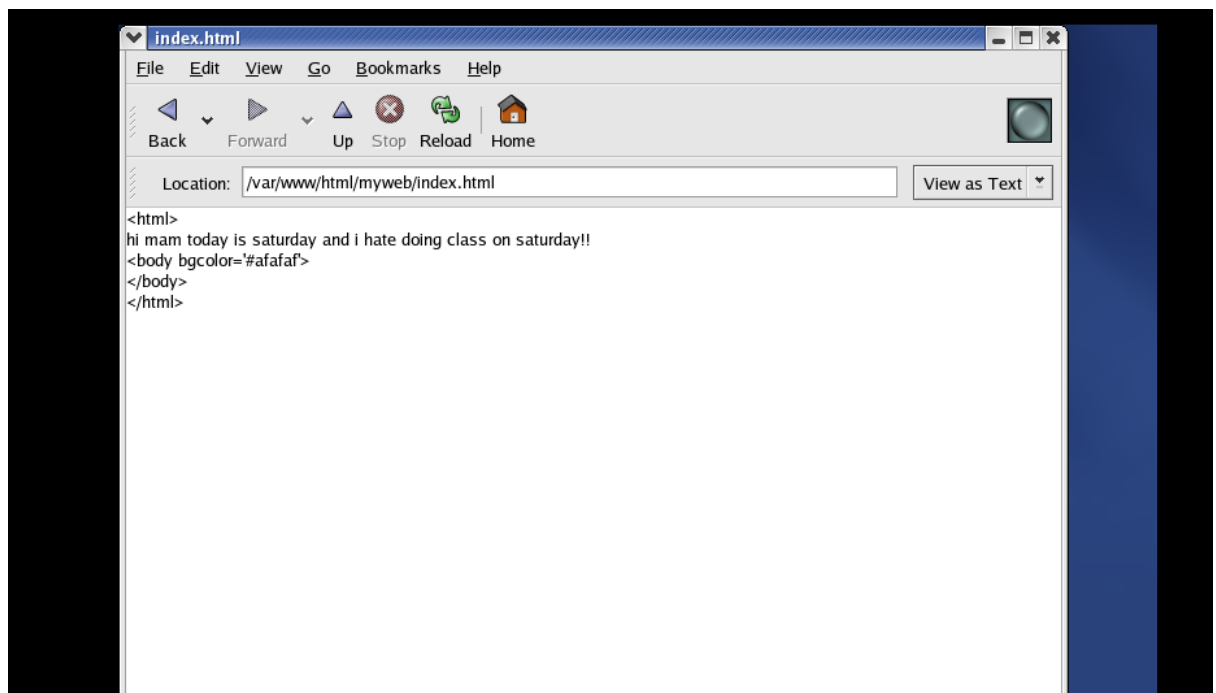 index.html
File Edit View Go Bookmarks Help
Back Forward Up Stop Reload Home
Location: /var/www/html/myweb/index.html View as Text
<html>
hi mam today is saturday and i hate doing class on saturday!!
<body bgcolor='#afafaf'>
</body>
</html>